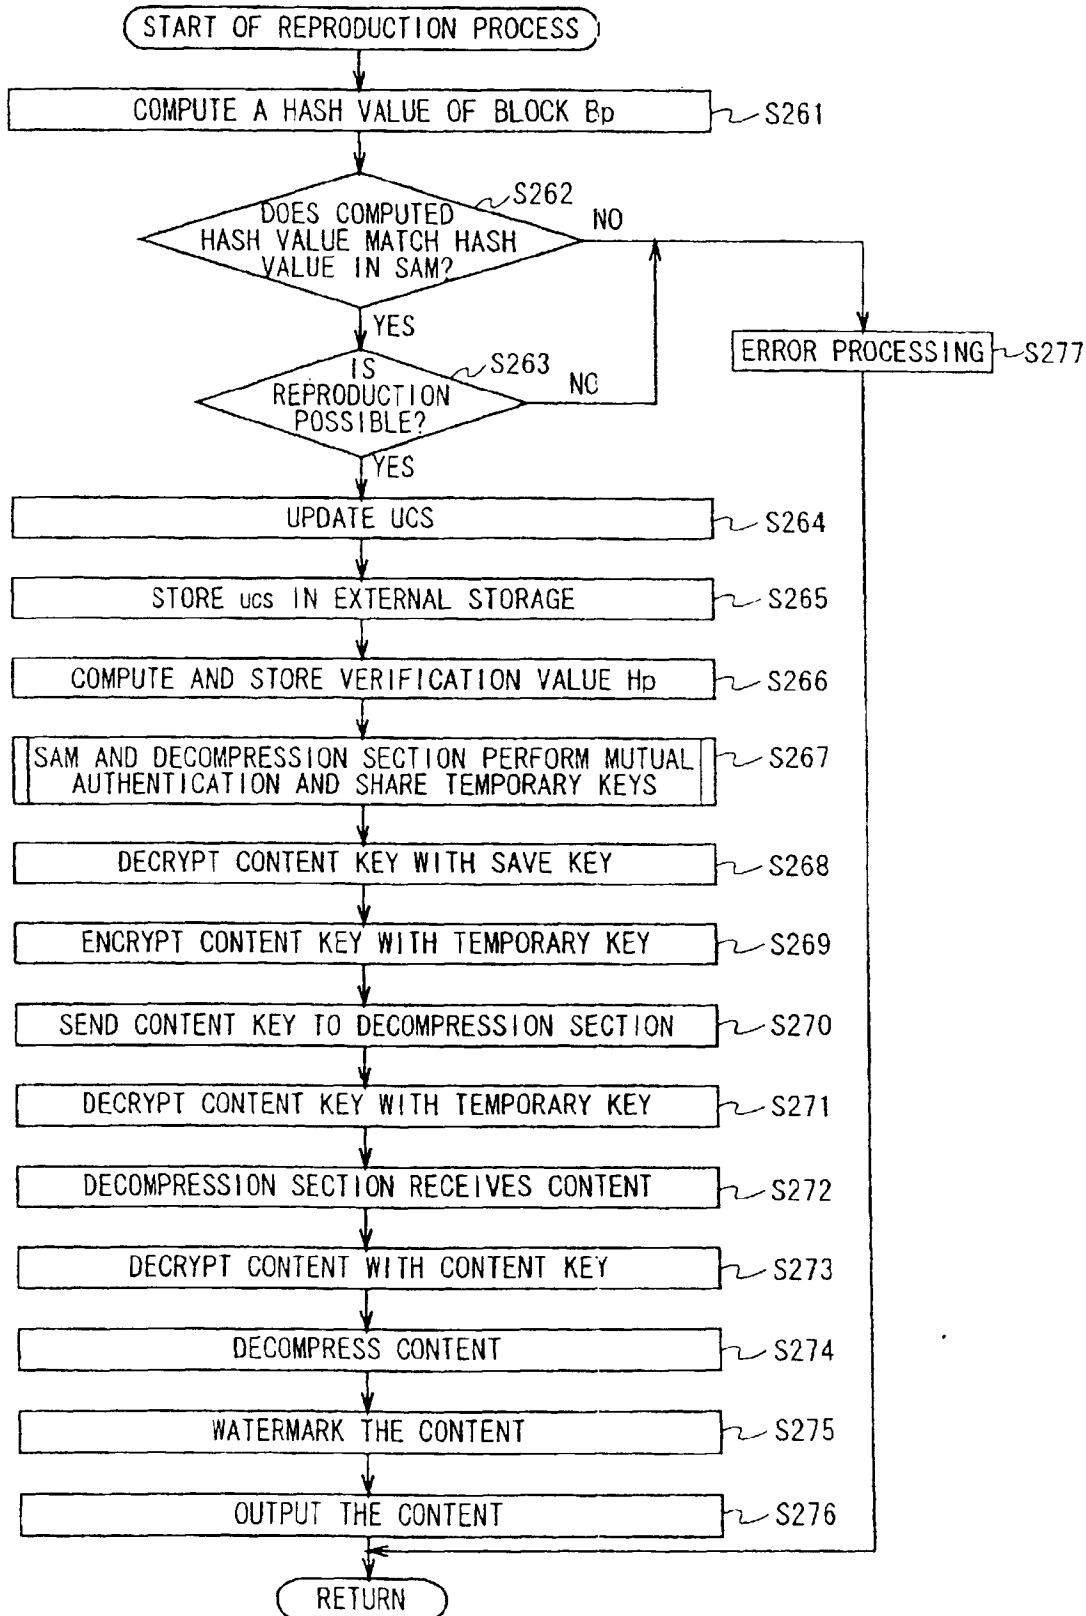 START OF REPRODUCTION PROCESS
COMPUTE A HASH VALUE OF BLOCK Bp
S261
S262
DOES COMPUTED
HASH VALUE MATCH HASH
VALUE IN SAM?
NO
YES
S263
IS
REPRODUCTION
POSSIBLE?
NO
YES
ERROR PROCESSING
S277
UPDATE UCS
S264
STORE ucs IN EXTERNAL STORAGE
S265
COMPUTE AND STORE VERIFICATION VALUE Hp
S266
SAM AND DECOMPRESSION SECTION PERFORM MUTUAL
AUTHENTICATION AND SHARE TEMPORARY KEYS
S267
DECRYPT CONTENT KEY WITH SAVE KEY
S268
ENCRYPT CONTENT KEY WITH TEMPORARY KEY
S269
SEND CONTENT KEY TO DECOMPRESSION SECTION
S270
DECRYPT CONTENT KEY WITH TEMPORARY KEY
S271
DECOMPRESSION SECTION RECEIVES CONTENT
S272
DECRYPT CONTENT WITH CONTENT KEY
S273
DECOMPRESS CONTENT
S274
WATERMARK THE CONTENT
S275
OUTPUT THE CONTENT
S276
RETURN